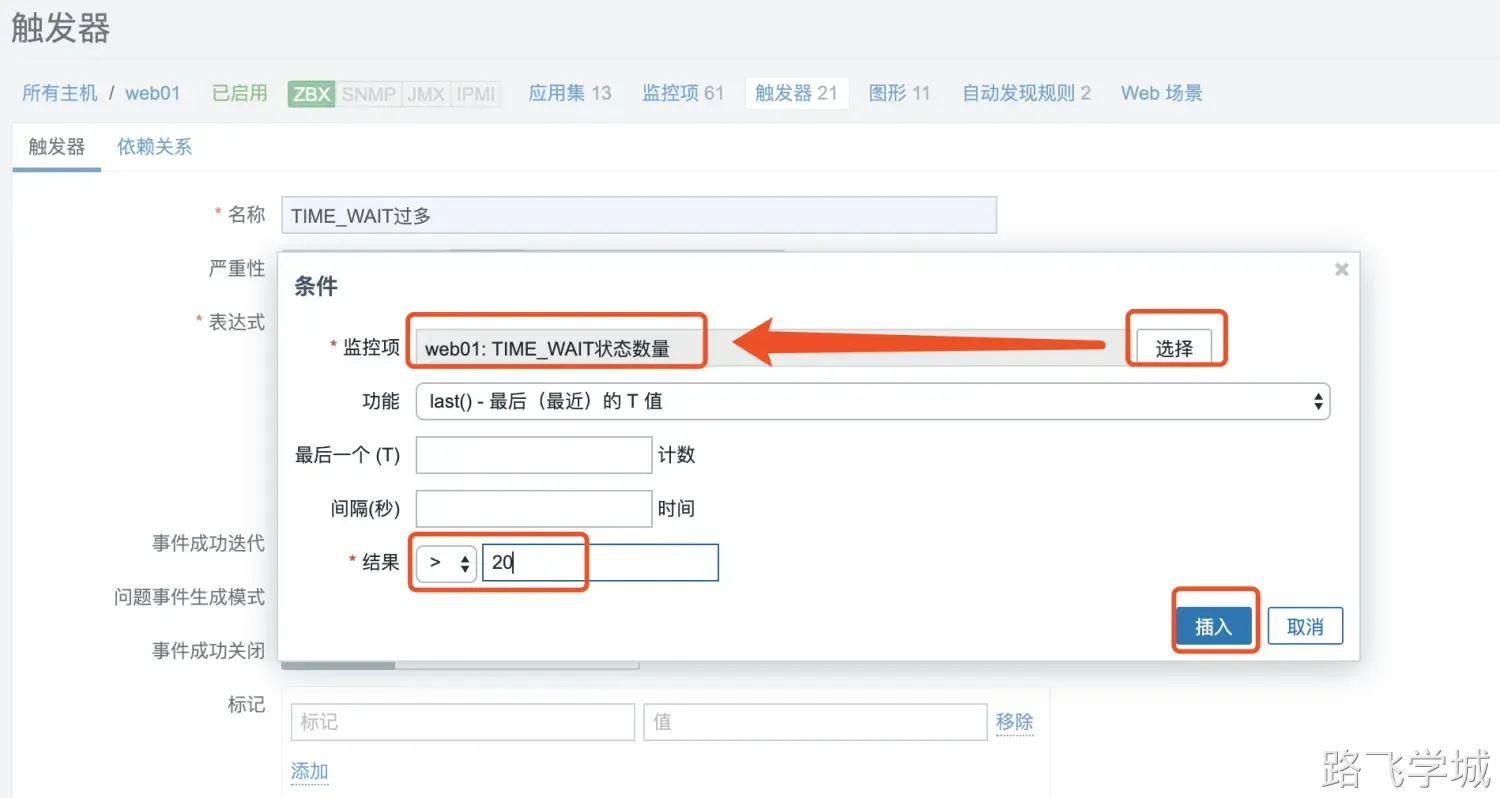 触发器
所有主机 / web01 已启用 ZBX SNMP JMX IPMI 应用集 13 监控项 61 触发器 21 图形 11 自动发现规则 2 Web 场景
触发器 依赖关系
* 名称 TIME_WAIT过多
严重性
* 表达式
条件
* 监控项 web01: TIME_WAIT状态数量 选择
功能 last() - 最后（最近）的 T 值
最后一个 (T) 计数
间隔(秒) 时间
* 结果 > 20
插入 取消
事件成功迭代
问题事件生成模式
事件成功关闭
标记 标记 值 移除
添加
路飞学城